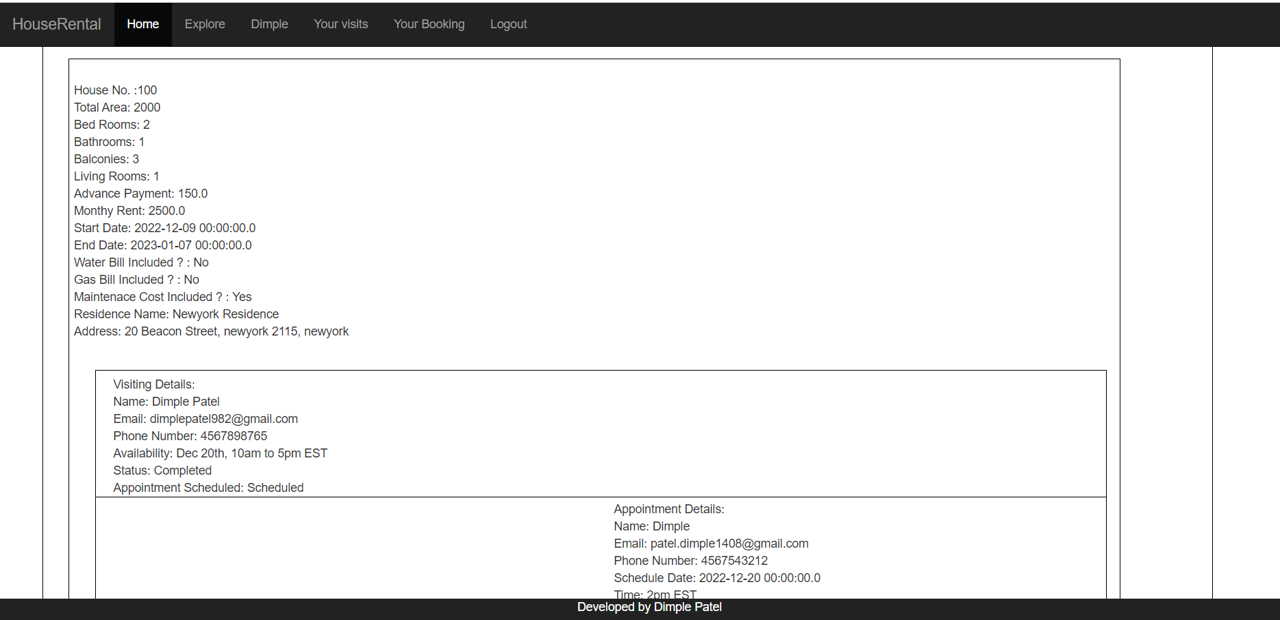 HouseRental Home Explore Dimple Your visits Your Booking Logout
House No. :100
Total Area: 2000
Bed Rooms: 2
Bathrooms: 1
Balconies: 3
Living Rooms: 1
Advance Payment: 150.0
Monthy Rent: 2500.0
Start Date: 2022-12-09 00:00:00.0
End Date: 2023-01-07 00:00:00.0
Water Bill Included ? : No
Gas Bill Included ? : No
Maintenace Cost Included ? : Yes
Residence Name: Newyork Residence
Address: 20 Beacon Street, newyork 2115, newyork
Visiting Details:
Name: Dimple Patel
Email: dimplepatel982@gmail.com
Phone Number: 4567898765
Availability: Dec 20th, 10am to 5pm EST
Status: Completed
Appointment Scheduled: Scheduled
Appointment Details:
Name: Dimple
Email: patel.dimple1408@gmail.com
Phone Number: 4567543212
Schedule Date: 2022-12-20 00:00:00.0
Time: 2pm EST
Developed by Dimple Patel